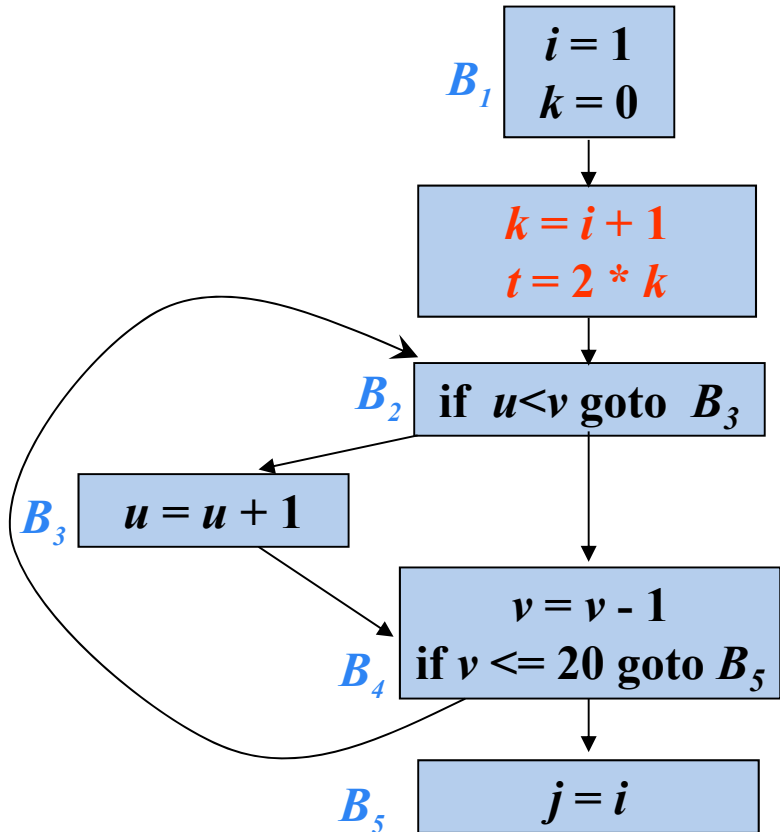 B₁
i = 1
k = 0
k = i + 1
t = 2 * k
B₂
if u<v goto B₃
B₃
u = u + 1
B₄
v = v - 1
if v <= 20 goto B₅
B₅
j = i